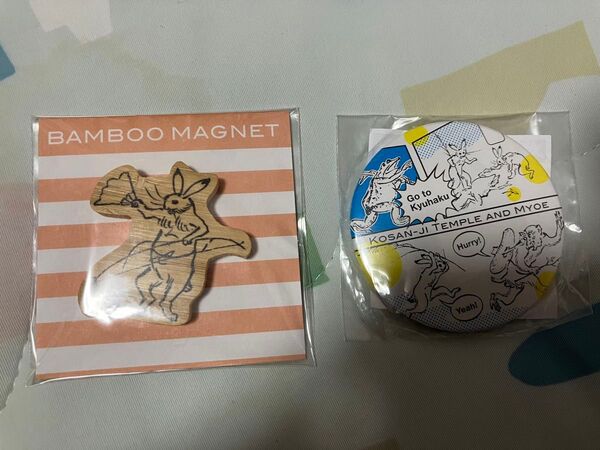 BAMBOO MAGNET
Go to
Kyuhaku
KOSAN-JI TEMPLE AND MYOE
Hurry!
Yeah!